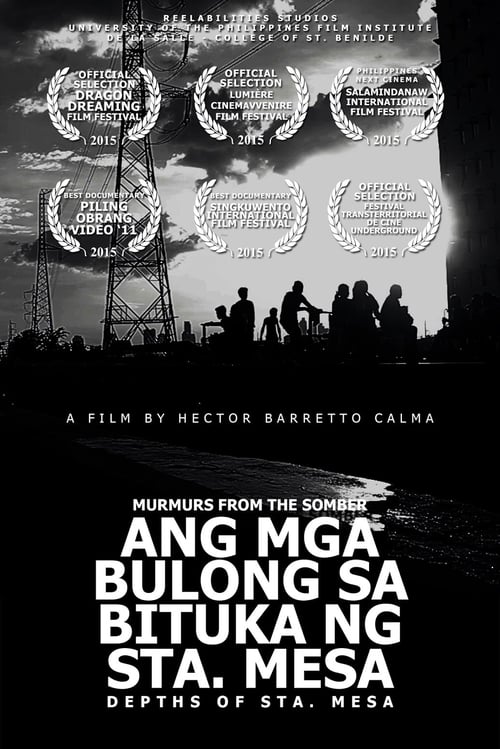 REELABILITIES STUDIOS
UNIVERSITY OF THE PHILIPPINES FILM INSTITUTE
DE LA SALLE - COLLEGE OF ST. BENILDE
OFFICIAL
SELECTION
DRAGON
DREAMING
FILM FESTIVAL
2015
OFFICIAL
SELECTION
LUMIÈRE
CINEMAVVENIRE
FILM FESTIVAL
2015
PHILIPPINES
NEXT CINEMA
SALAMINDANAW
INTERNATIONAL
FILM FESTIVAL
2015
BEST DOCUMENTARY
PILING
OBRANG
VIDEO '11
2015
BEST DOCUMENTARY
SINGKUWENTO
INTERNATIONAL
FILM FESTIVAL
2015
OFFICIAL
SELECTION
FESTIVAL
TRANSTERRITORIAL
DE CINE
UNDERGROUND
2015
A FILM BY HECTOR BARRETTO CALMA
MURMURS FROM THE SOMBER
ANG MGA
BULONG SA
BITUKA NG
STA. MESA
DEPTHS OF STA. MESA